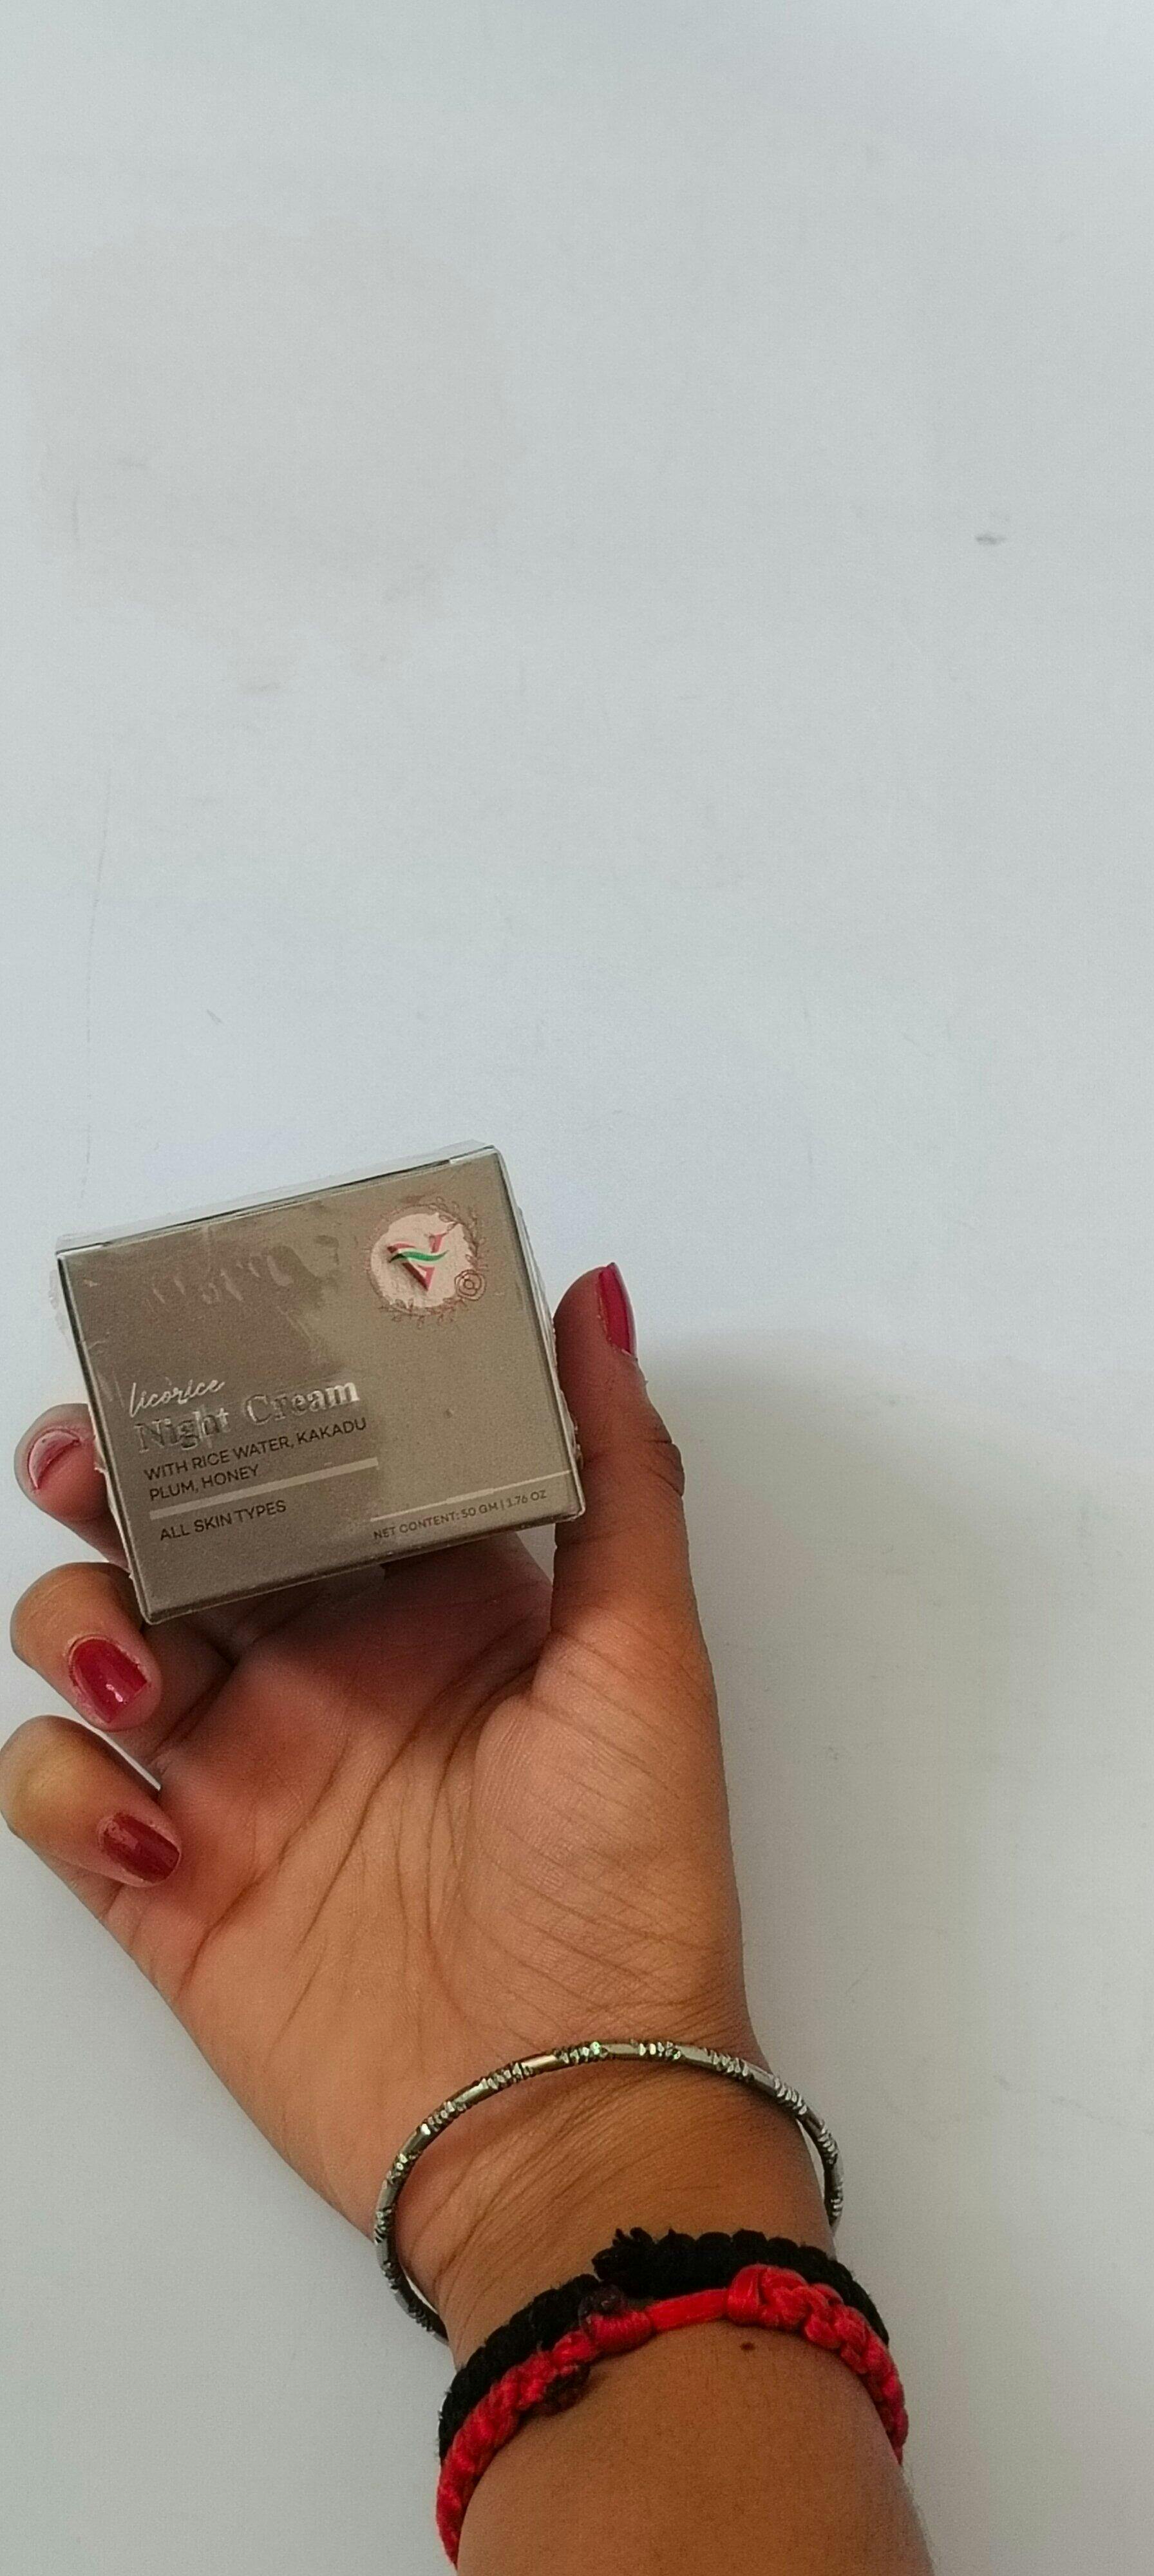 licorice
Night Cream
WITH RICE WATER, KAKADU
PLUM, HONEY
ALL SKIN TYPES
NET CONTENT: 50 GM | 1.76 OZ